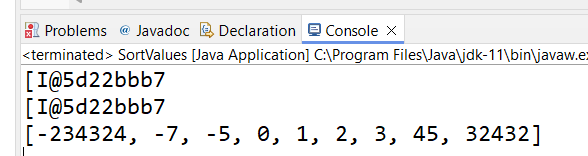 Problems @ Javadoc Declaration Console
<terminated> SortValues [Java Application] C:\Program Files\Java\jdk-11\bin\javaw.ex
[I@5d22bbb7
[I@5d22bbb7
[-234324, -7, -5, 0, 1, 2, 3, 45, 32432]